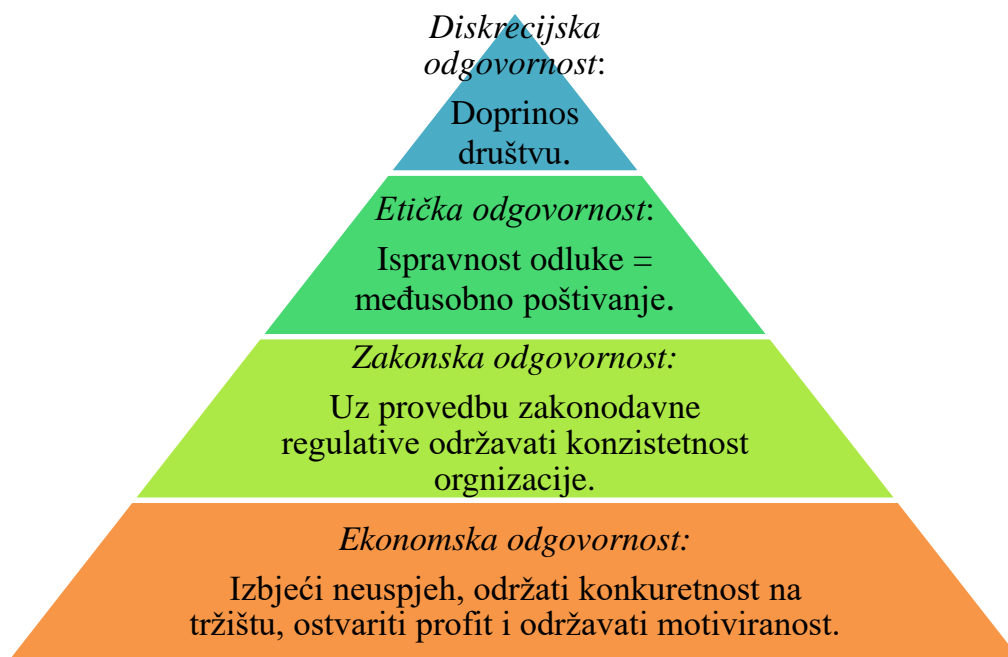 Diskrecijska
odgovornost:
Doprinos
društvu.
Etička odgovornost:
Ispravnost odluke =
međusobno poštivanje.
Zakonska odgovornost:
Uz provedbu zakonodavne
regulative održavati konzistetnost
orgnizacije.
Ekonomska odgovornost:
Izbjeći neuspjeh, održati konkuretnost na
tržištu, ostvariti profit i održavati motiviranost.